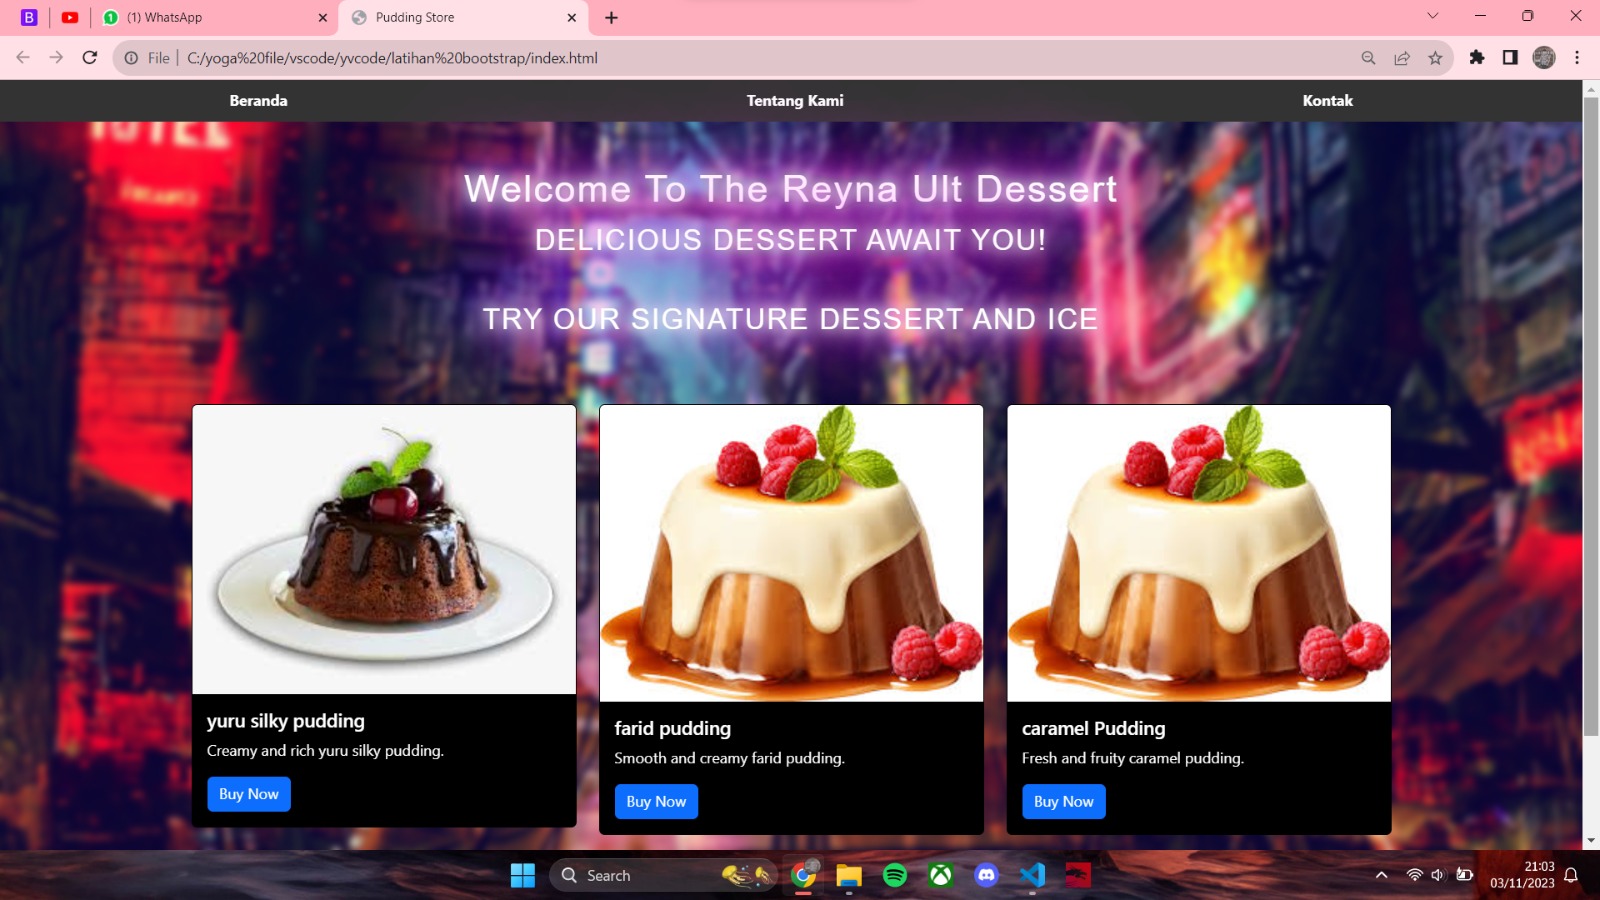 (1) WhatsApp
Pudding Store
File
C:/yoga%20file/vscode/yvcode/latihan%20bootstrap/index.html
Beranda
Tentang Kami
Kontak
Welcome To The Reyna Ult Dessert
DELICIOUS DESSERT AWAIT YOU!
TRY OUR SIGNATURE DESSERT AND ICE
yuru silky pudding
Creamy and rich yuru silky pudding.
Buy Now
farid pudding
Smooth and creamy farid pudding.
Buy Now
caramel Pudding
Fresh and fruity caramel pudding.
Buy Now
Search
21:03
03/11/2023